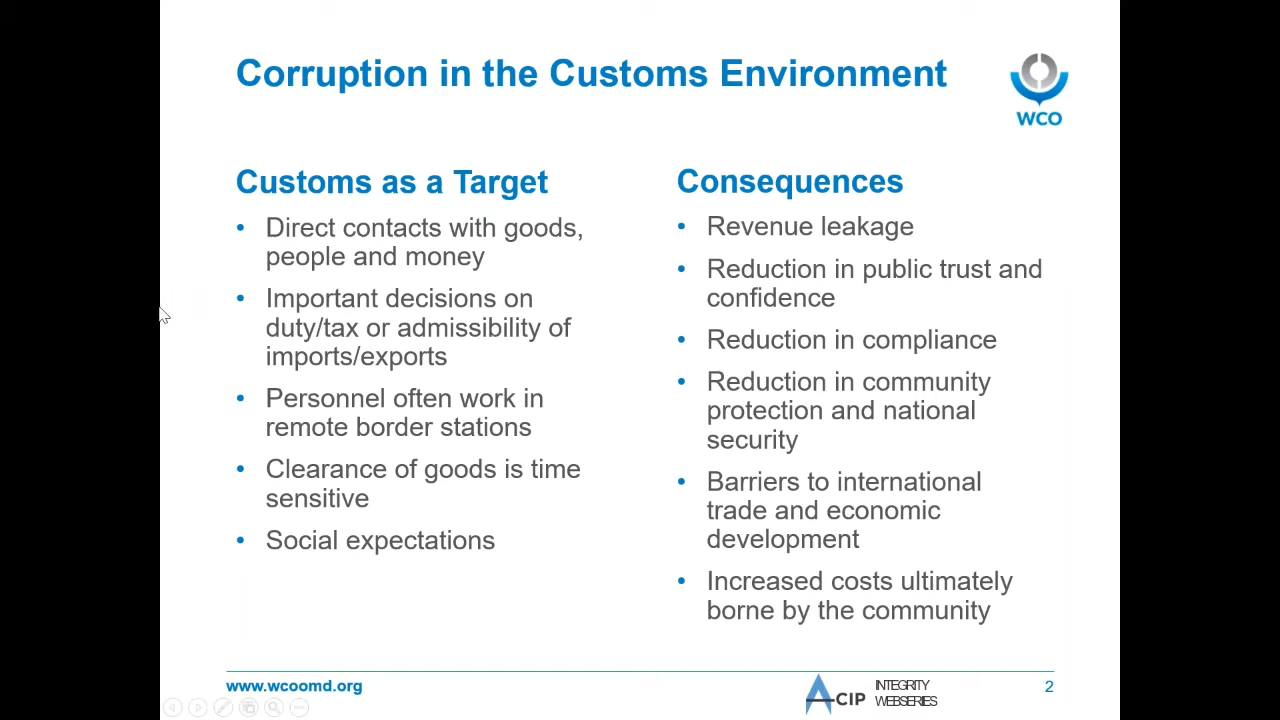 Corruption in the Customs Environment
WCO
Customs as a Target
• Direct contacts with goods,
people and money
• Important decisions on
duty/tax or admissibility of
imports/exports
• Personnel often work in
remote border stations
• Clearance of goods is time
sensitive
• Social expectations
Consequences
• Revenue leakage
• Reduction in public trust and
confidence
• Reduction in compliance
• Reduction in community
protection and national
security
• Barriers to international
trade and economic
development
• Increased costs ultimately
borne by the community
www.wcoomd.org
ACIP
INTEGRITY
WEBSERIES
2